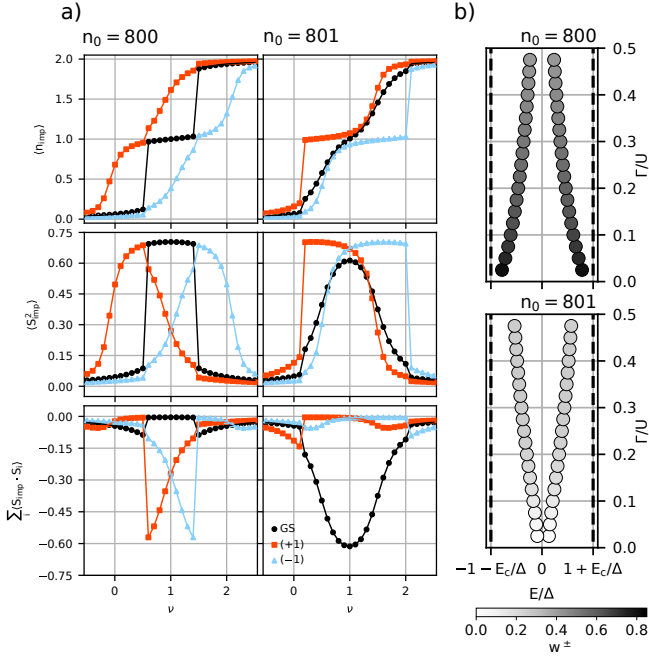 a)
b)
n₀ = 800
n₀ = 801
n₀ = 800
2.0
1.5
1.0
0.5
0.0
⟨n_imp⟩
0.75
0.60
0.45
0.30
0.15
0.00
⟨S²_imp⟩
0.00
−0.15
−0.30
−0.45
−0.60
−0.75
∑ᵢ⟨S_imp · Sᵢ⟩
GS
(+1)
(−1)
0 1 2
0 1 2
ν
ν
0.5
0.4
0.3
0.2
0.1
0.0
Γ/U
n₀ = 801
0.5
0.4
0.3
0.2
0.1
0.0
Γ/U
−1 − E_c/Δ 0 1 + E_c/Δ
E/Δ
0.0 0.2 0.4 0.6 0.8
w^±